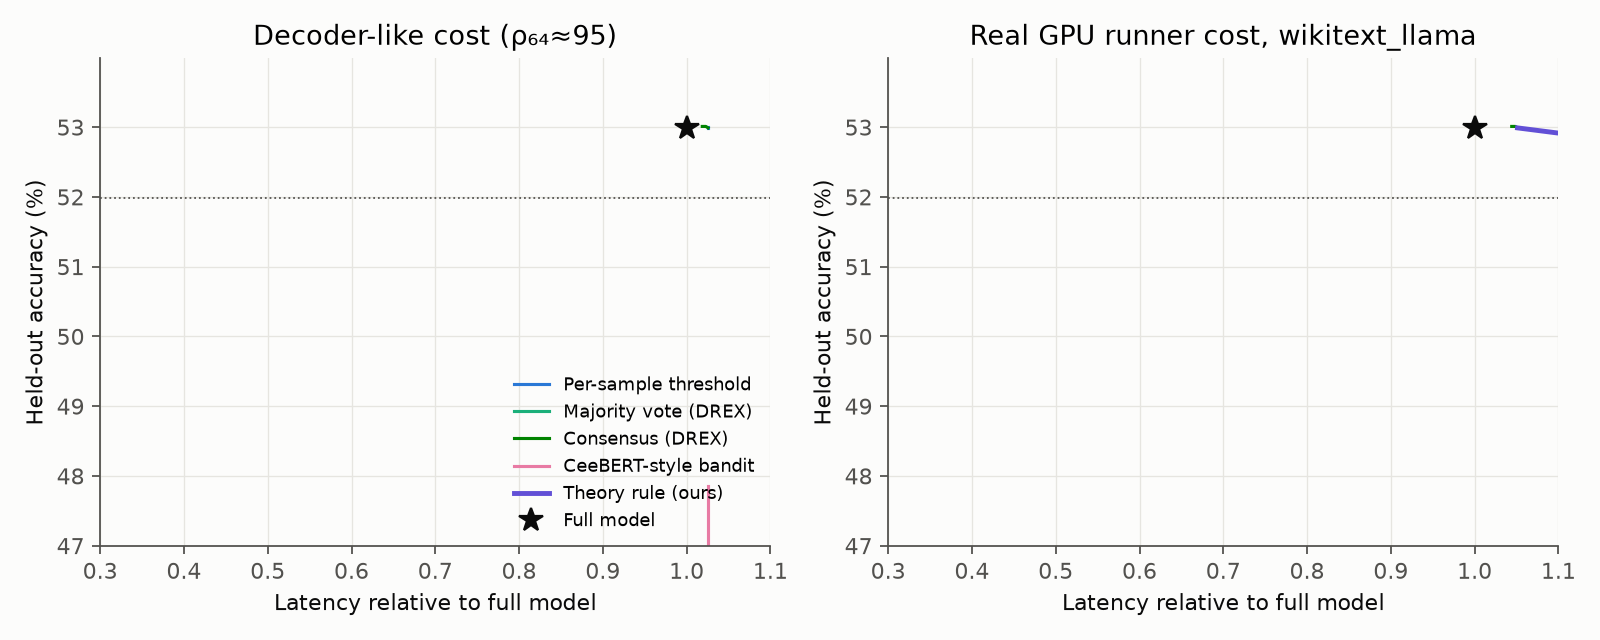 Decoder-like cost (ρ₆₄≈95)
Held-out accuracy (%)
53
52
51
50
49
48
47
Per-sample threshold
Majority vote (DREX)
Consensus (DREX)
CeeBERT-style bandit
Theory rule (ours)
Full model
0.3 0.4 0.5 0.6 0.7 0.8 0.9 1.0 1.1
Latency relative to full model
Real GPU runner cost, wikitext_llama
Held-out accuracy (%)
53
52
51
50
49
48
47
0.3 0.4 0.5 0.6 0.7 0.8 0.9 1.0 1.1
Latency relative to full model